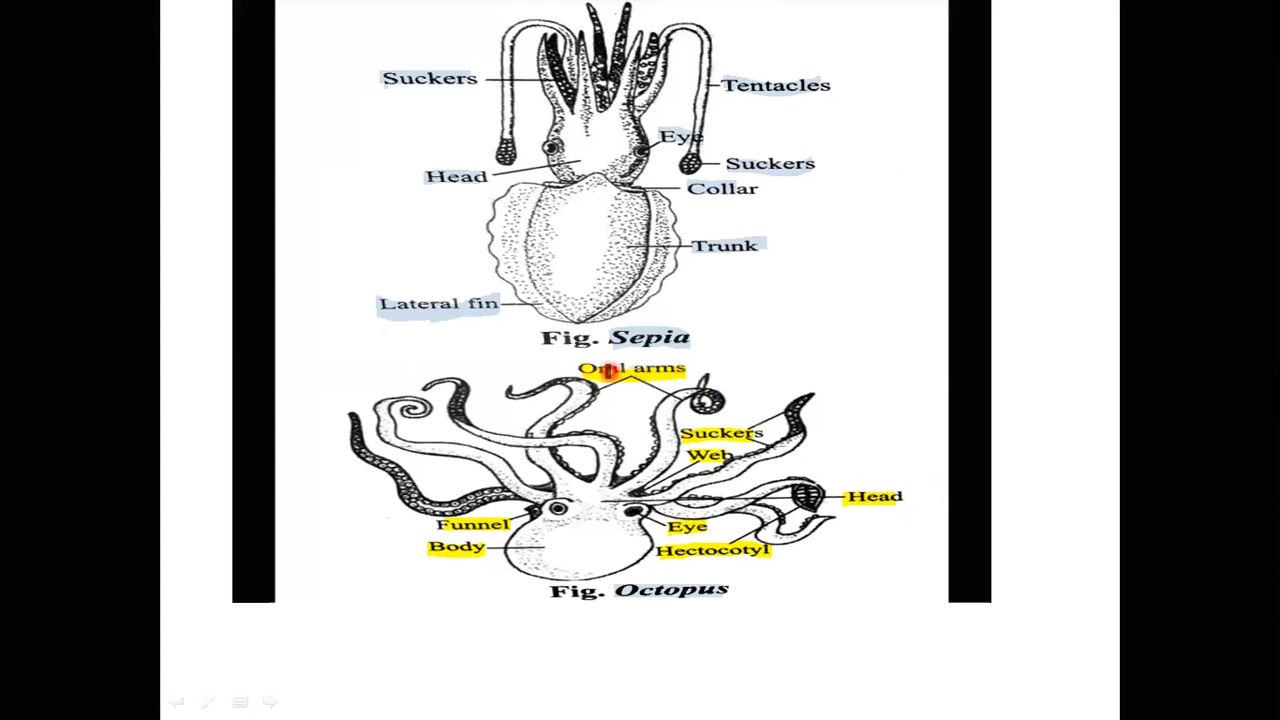 Suckers
Tentacles
Eye
Suckers
Head
Collar
Trunk
Lateral fin
Fig. Sepia
Oral arms
Suckers
Web
Head
Funnel
Eye
Body
Hectocotyl
Fig. Octopus